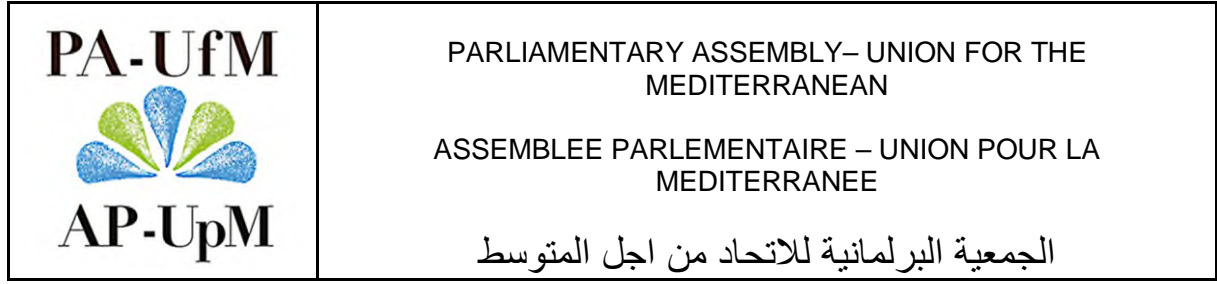 PA-UfM
AP-UpM
PARLIAMENTARY ASSEMBLY– UNION FOR THE
MEDITERRANEAN
ASSEMBLEE PARLEMENTAIRE – UNION POUR LA
MEDITERRANEE
الجمعية البرلمانية للاتحاد من اجل المتوسط